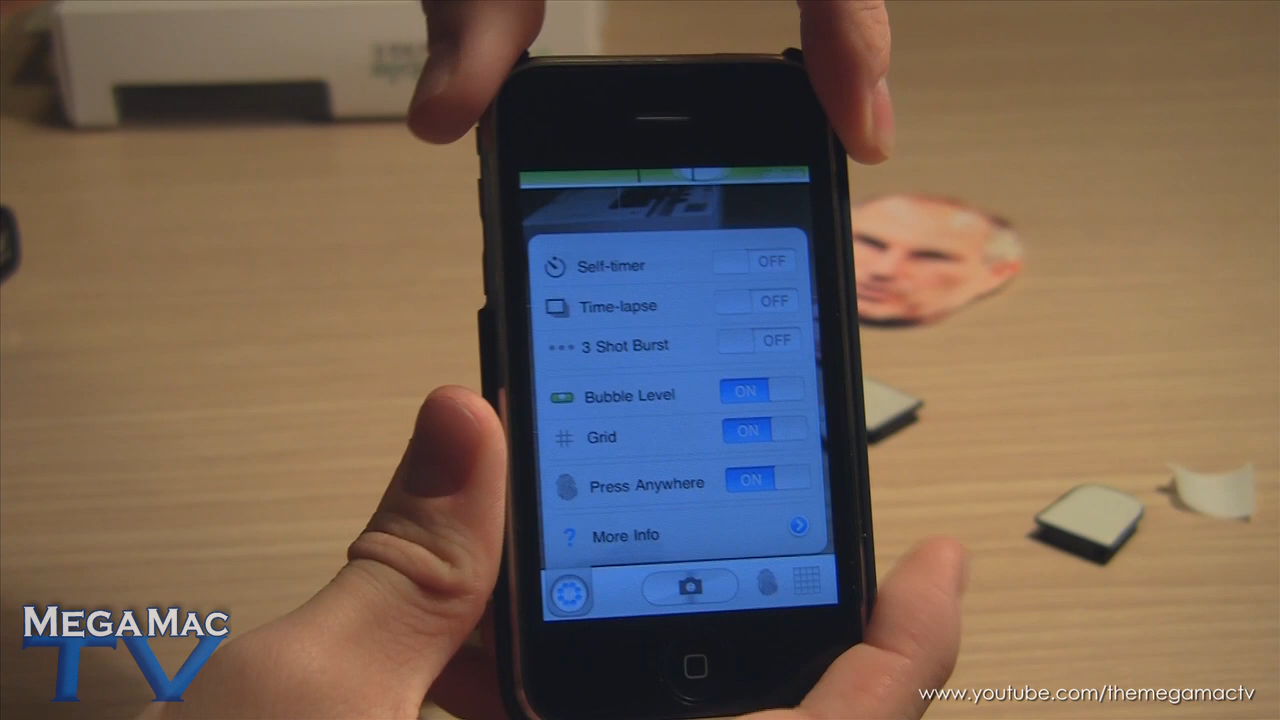 Self-timer OFF
Time-lapse OFF
3 Shot Burst OFF
Bubble Level ON
Grid ON
Press Anywhere ON
? More Info
MEGAMAC
TV
www.youtube.com/themegamactv